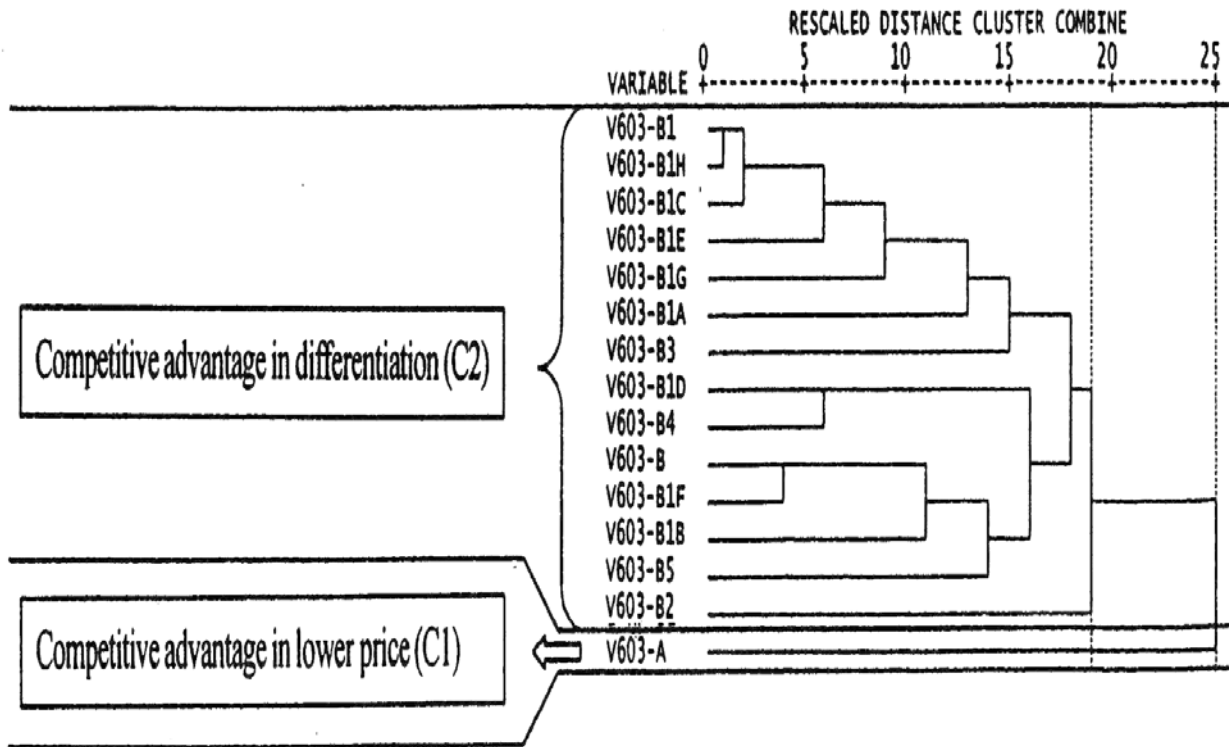 RESCALED DISTANCE CLUSTER COMBINE
0 5 10 15 20 25
VARIABLE
V603-B1
V603-B1H
V603-B1C
V603-B1E
V603-B1G
V603-B1A
V603-B3
Competitive advantage in differentiation (C2)
V603-B1D
V603-B4
V603-B
V603-B1F
V603-B1B
V603-B5
V603-B2
Competitive advantage in lower price (C1)
V603-A